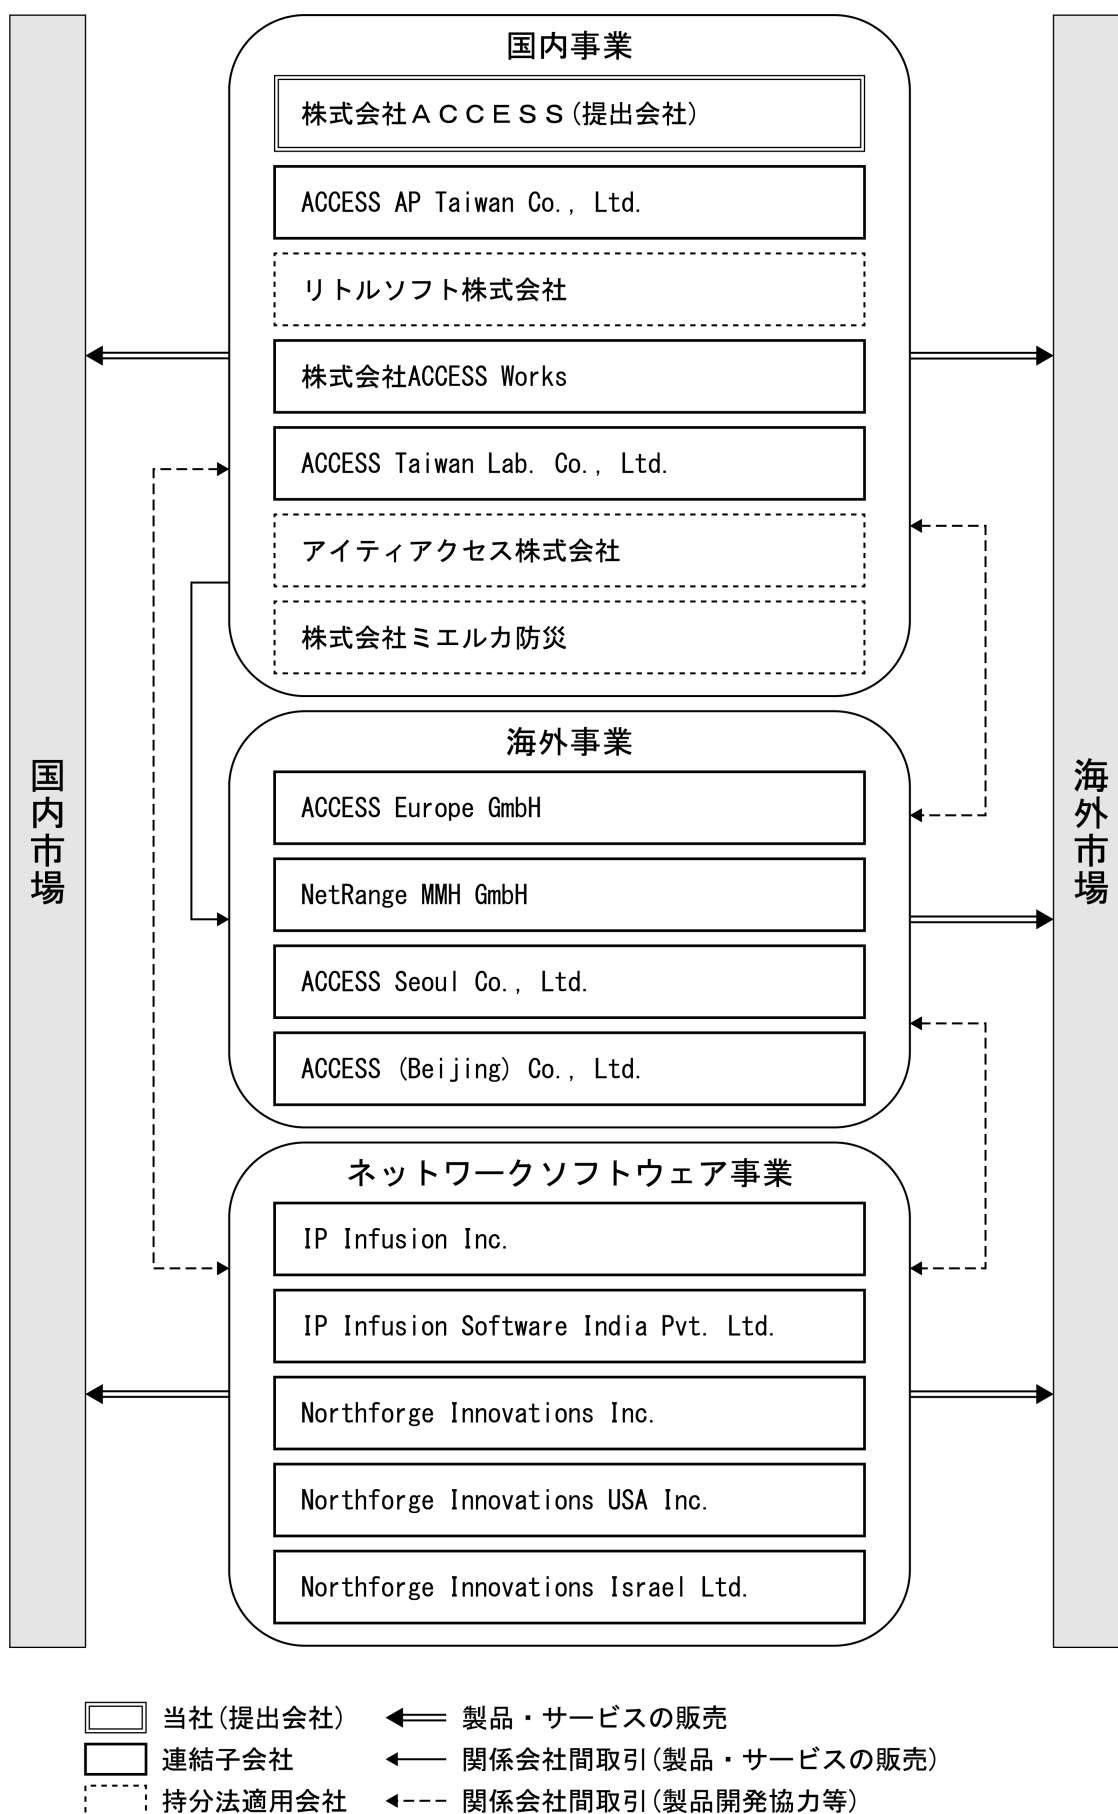 国内事業
株式会社ＡＣＣＥＳＳ(提出会社)
ACCESS AP Taiwan Co., Ltd.
リトルソフト株式会社
株式会社ACCESS Works
ACCESS Taiwan Lab. Co., Ltd.
アイティアクセス株式会社
株式会社ミエルカ防災
国内市場
海外事業
ACCESS Europe GmbH
NetRange MMH GmbH
ACCESS Seoul Co., Ltd.
ACCESS (Beijing) Co., Ltd.
海外市場
ネットワークソフトウェア事業
IP Infusion Inc.
IP Infusion Software India Pvt. Ltd.
Northforge Innovations Inc.
Northforge Innovations USA Inc.
Northforge Innovations Israel Ltd.
当社(提出会社)
製品・サービスの販売
連結子会社
関係会社間取引(製品・サービスの販売)
持分法適用会社
関係会社間取引(製品開発協力等)